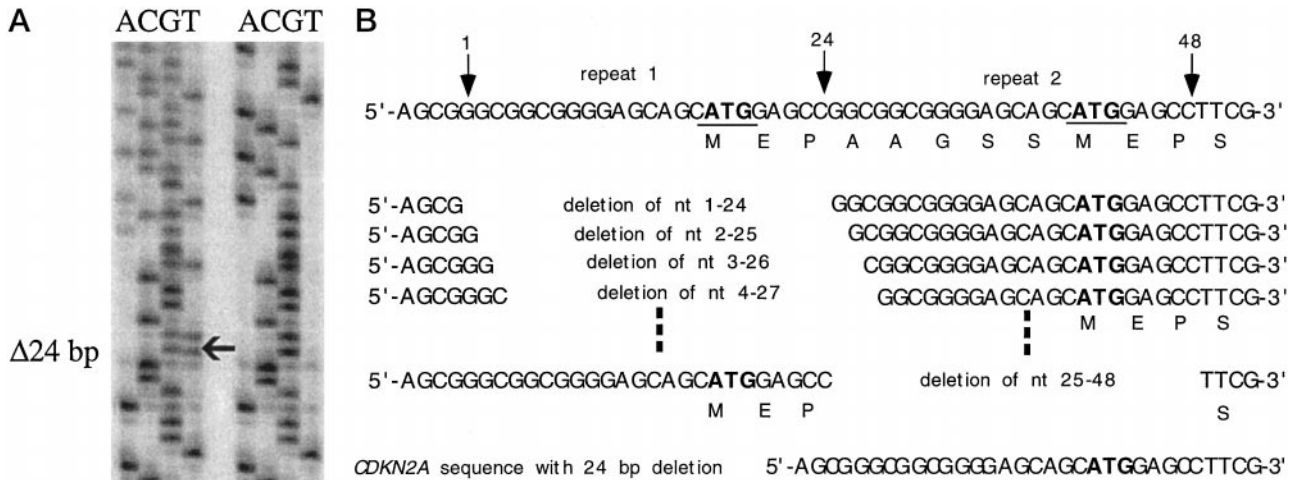 A
ACGT ACGT
Δ24 bp
B
1 24 48
repeat 1 repeat 2
5'-AGCGGGCGGCGGGGAGCAGCATGGAGCCGGCGGCGGGGAGCAGCATGGAGCCTTCG-3'
M E P A A G S S M E P S
5'-AGCG deletion of nt 1-24 GGCGGCGGGGAGCAGCATGGAGCCTTCG-3'
5'-AGCGG deletion of nt 2-25 GCGGCGGGGAGCAGCATGGAGCCTTCG-3'
5'-AGCGGG deletion of nt 3-26 CGGCGGGGAGCAGCATGGAGCCTTCG-3'
5'-AGCGGGC deletion of nt 4-27 GGCGGGGAGCAGCATGGAGCCTTCG-3'
M E P S
5'-AGCGGGCGGCGGGGAGCAGCATGGAGCC deletion of nt 25-48 TTCG-3'
M E P S
CDKN2A sequence with 24 bp deletion 5'-AGCGGGCGGCGGGGAGCAGCATGGAGCCTTCG-3'